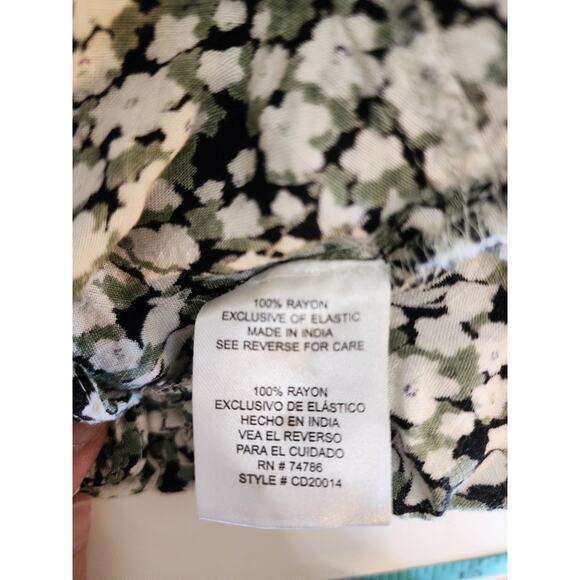 100% RAYON
EXCLUSIVE OF ELASTIC
MADE IN INDIA
SEE REVERSE FOR CARE
100% RAYON
EXCLUSIVO DE ELÁSTICO
HECHO EN INDIA
VEA EL REVERSO
PARA EL CUIDADO
RN # 74786
STYLE # CD20014